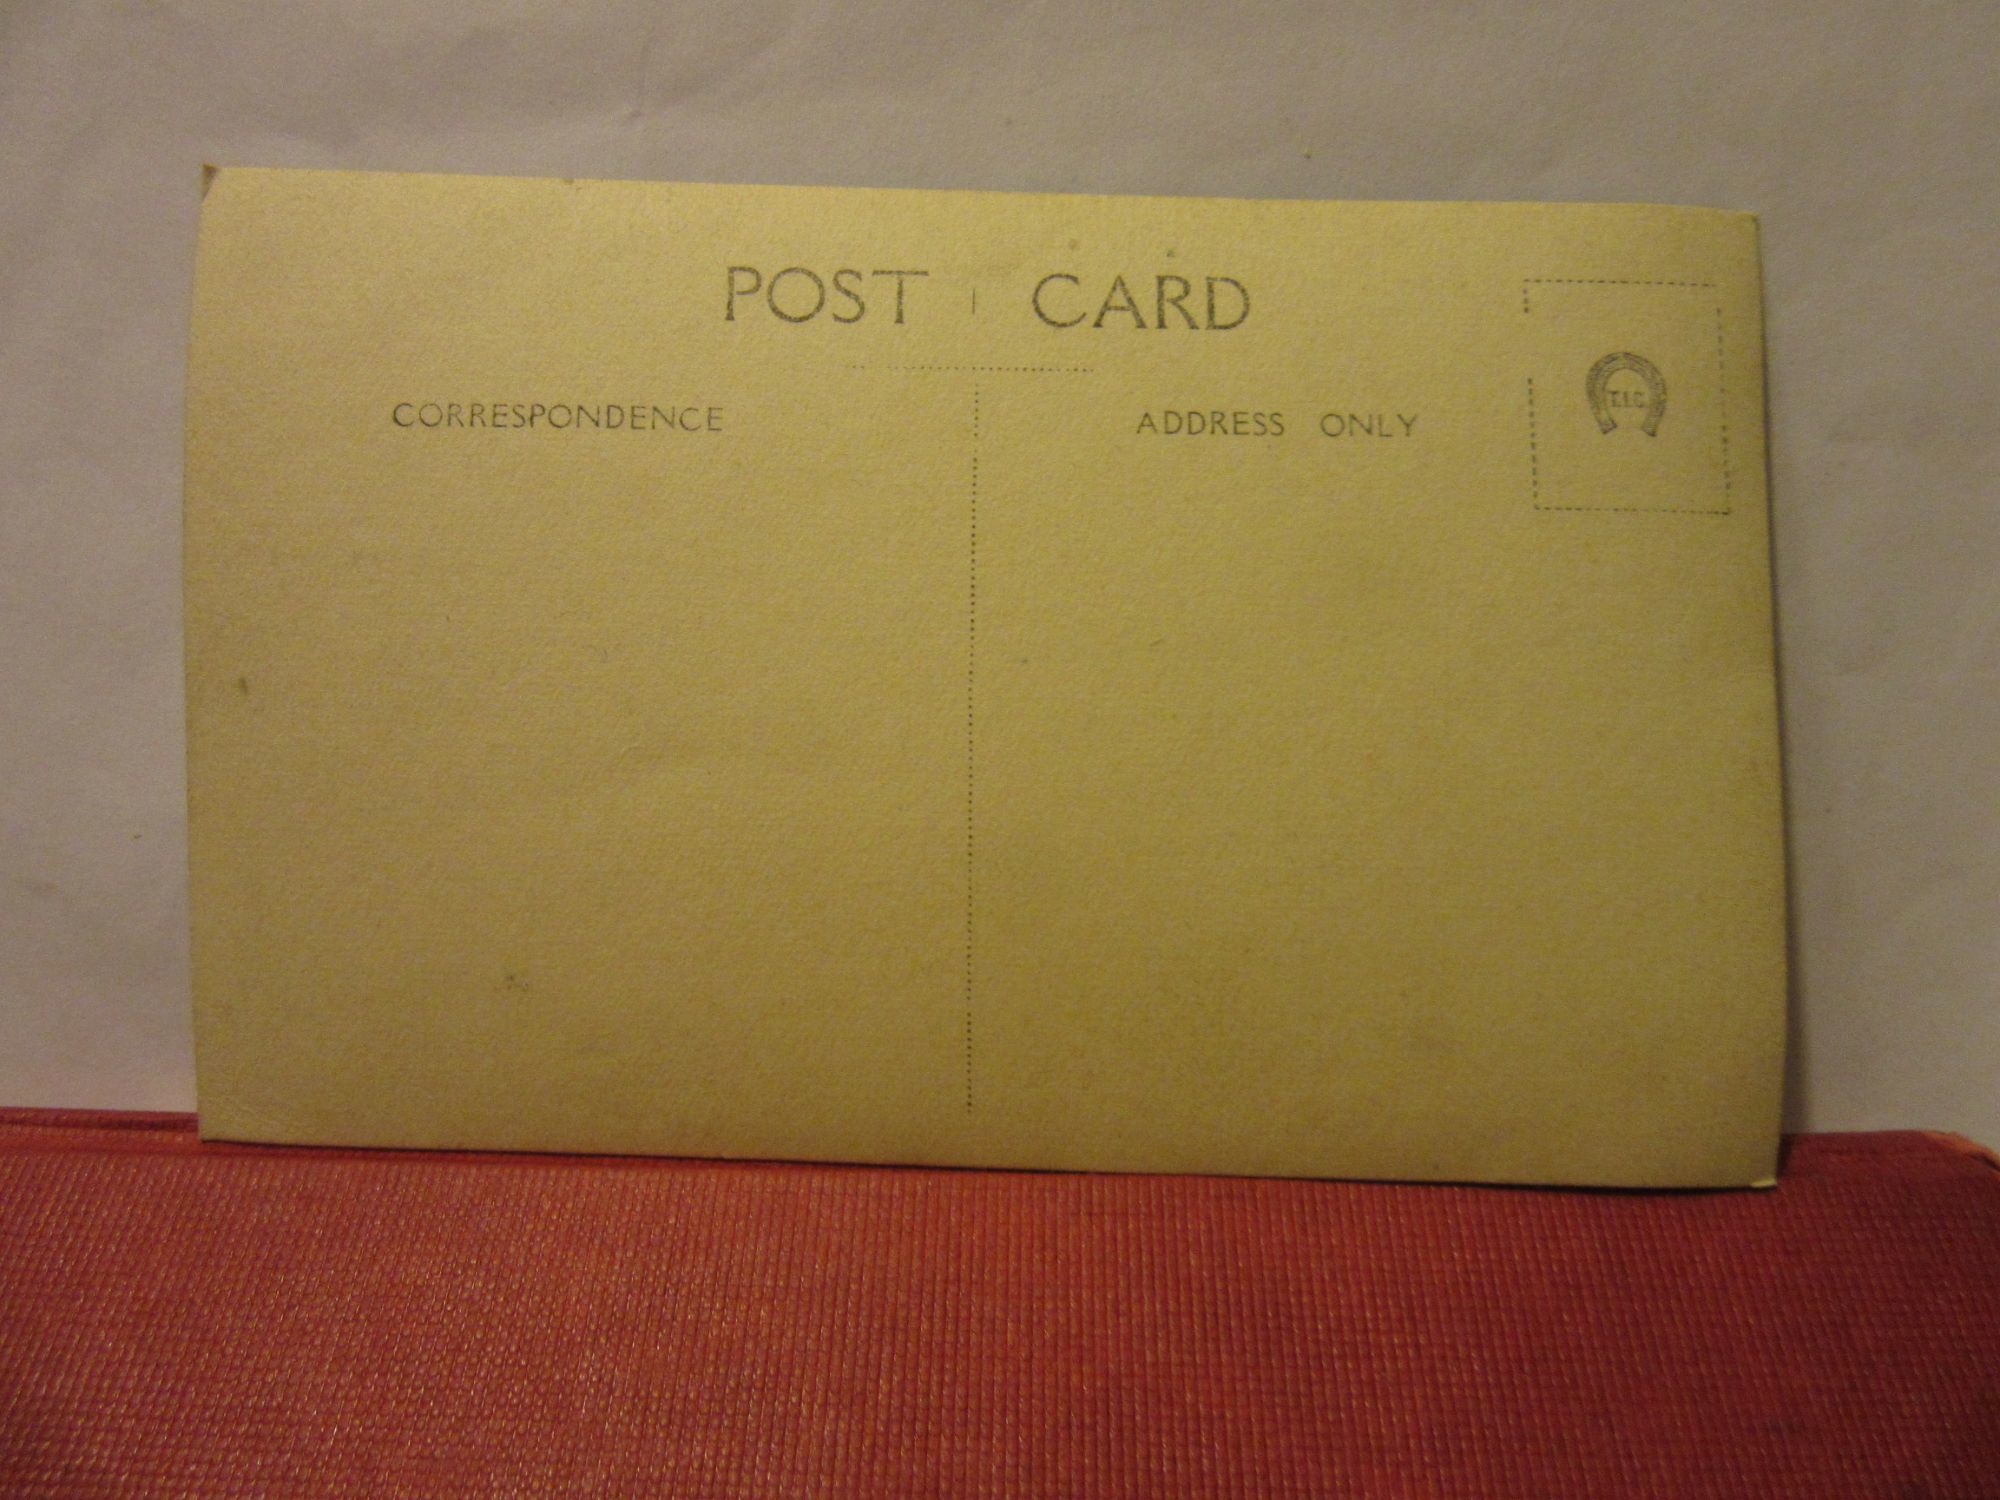 POST CARD
CORRESPONDENCE
ADDRESS ONLY
T.I.C.